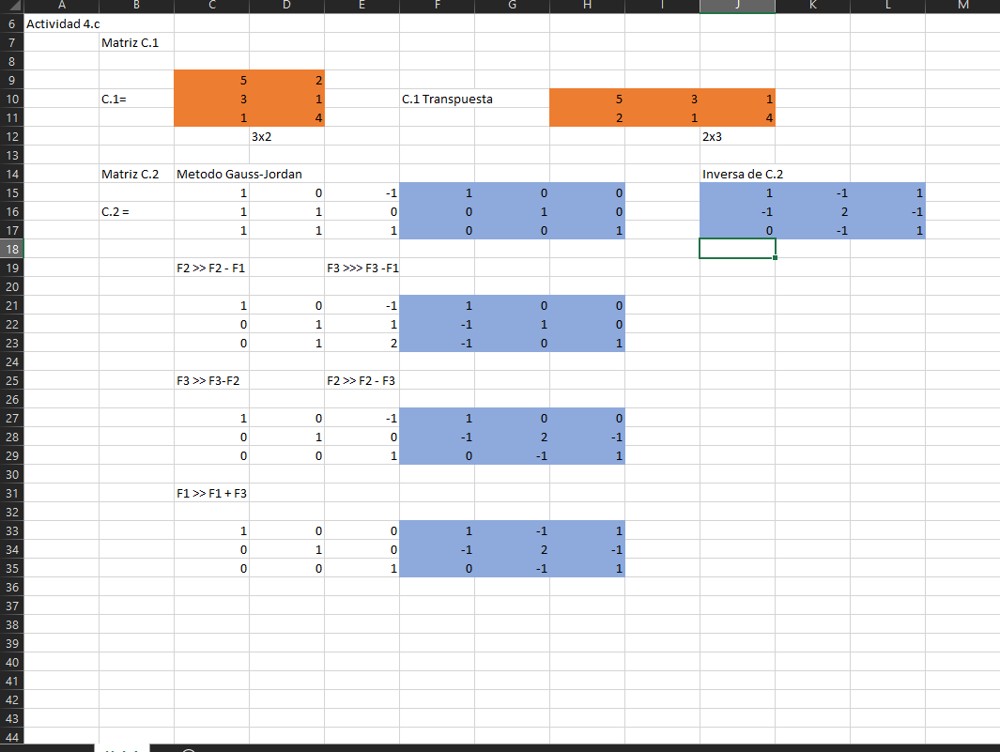 A B C D E F G H I J K L M
6 Actividad 4.c
7 Matriz C.1
8
9 5 2
10 C.1= 3 1 C.1 Transpuesta 5 3 1
11 1 4 2 1 4
12 3x2 2x3
13
14 Matriz C.2 Metodo Gauss-Jordan Inversa de C.2
15 1 0 -1 1 0 0 1 -1 1
16 C.2 = 1 1 0 0 1 0 -1 2 -1
17 1 1 1 0 0 1 0 -1 1
18
19 F2 >> F2 - F1 F3 >>> F3 -F1
20
21 1 0 -1 1 0 0
22 0 1 1 -1 1 0
23 0 1 2 -1 0 1
24
25 F3 >> F3-F2 F2 >> F2 - F3
26
27 1 0 -1 1 0 0
28 0 1 0 -1 2 -1
29 0 0 1 0 -1 1
30
31 F1 >> F1 + F3
32
33 1 0 0 1 -1 1
34 0 1 0 -1 2 -1
35 0 0 1 0 -1 1
36
37
38
39
40
41
42
43
44